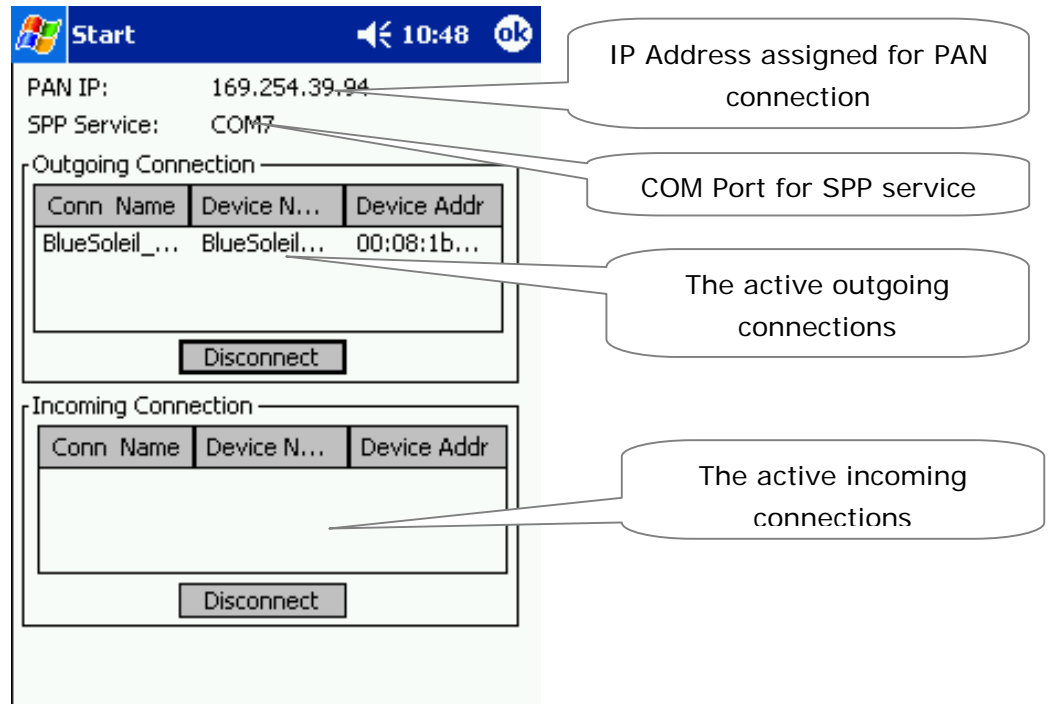 Start 10:48 ok
PAN IP: 169.254.39.94
SPP Service: COM7
Outgoing Connection
Conn Name Device N... Device Addr
BlueSoleil_... BlueSoleil... 00:08:1b...
Disconnect
Incoming Connection
Conn Name Device N... Device Addr
Disconnect
IP Address assigned for PAN
connection
COM Port for SPP service
The active outgoing
connections
The active incoming
connections